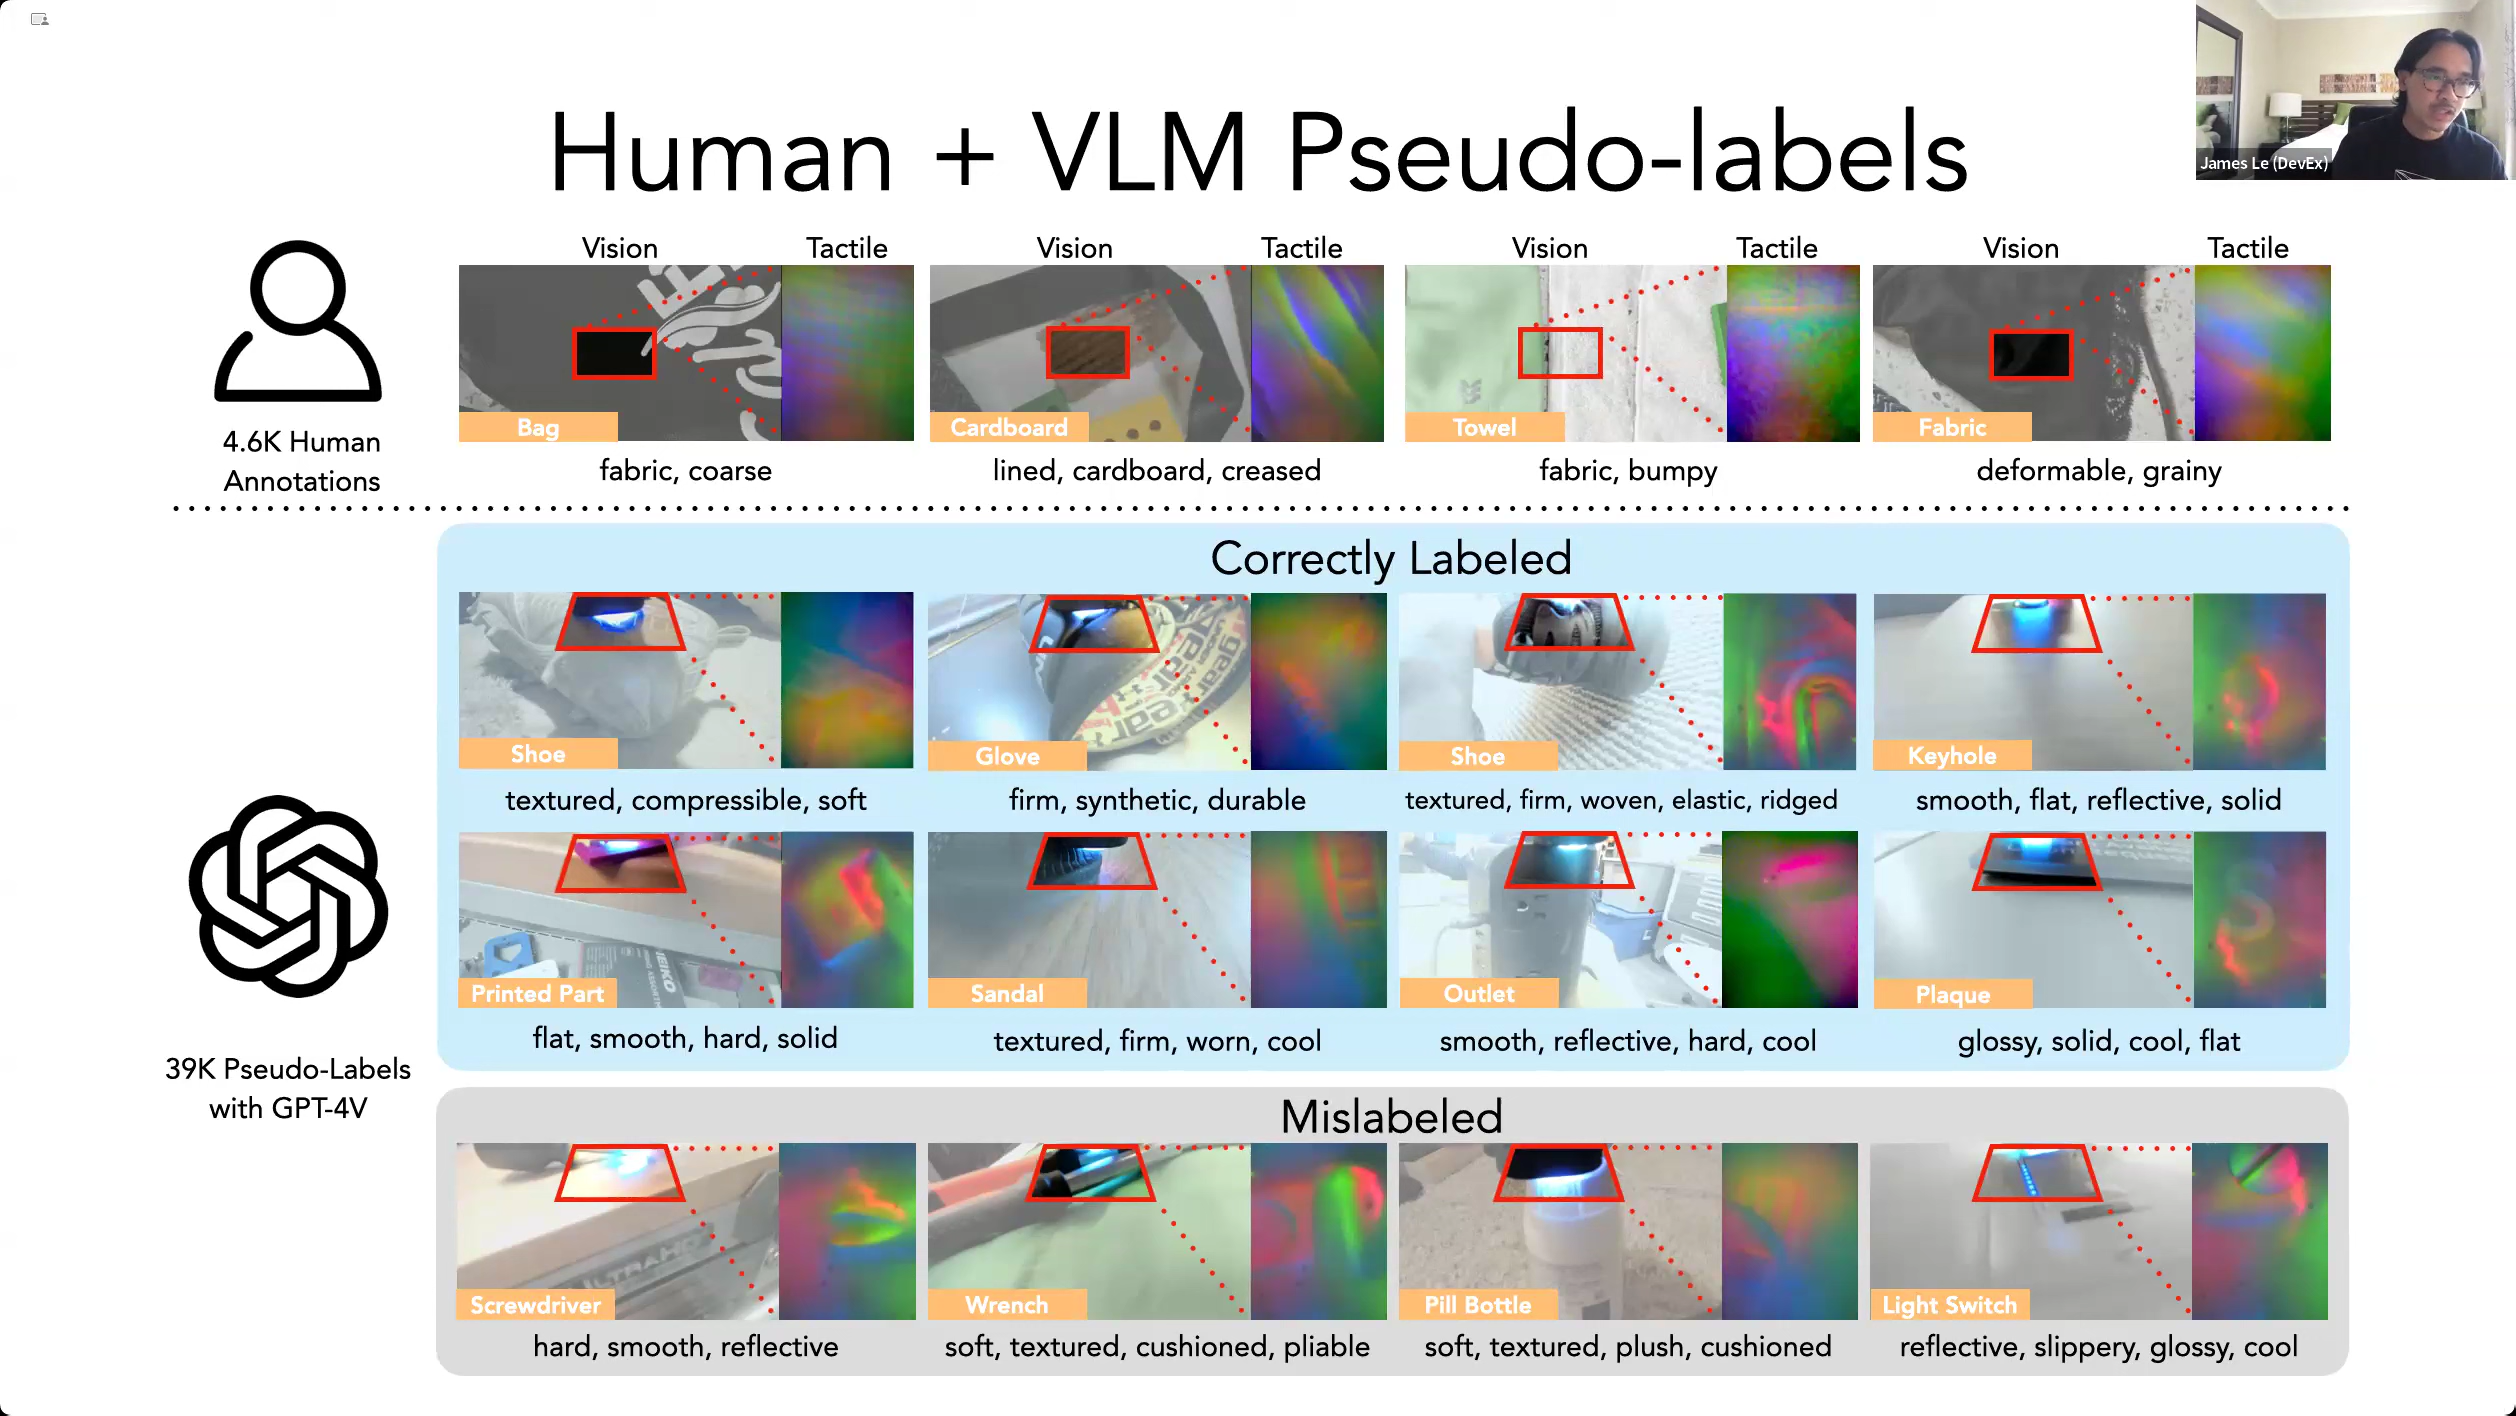 James Le (DevEx)
Human + VLM Pseudo-labels
Vision Tactile Vision Tactile Vision Tactile Vision Tactile
Bag Cardboard Towel Fabric
4.6K Human
Annotations
fabric, coarse lined, cardboard, creased fabric, bumpy deformable, grainy
Correctly Labeled
Shoe Glove Shoe Keyhole
textured, compressible, soft firm, synthetic, durable textured, firm, woven, elastic, ridged smooth, flat, reflective, solid
Printed Part Sandal Outlet Plaque
flat, smooth, hard, solid textured, firm, worn, cool smooth, reflective, hard, cool glossy, solid, cool, flat
39K Pseudo-Labels
with GPT-4V
Mislabeled
ULTRAHD
Screwdriver Wrench Pill Bottle Light Switch
hard, smooth, reflective soft, textured, cushioned, pliable soft, textured, plush, cushioned reflective, slippery, glossy, cool